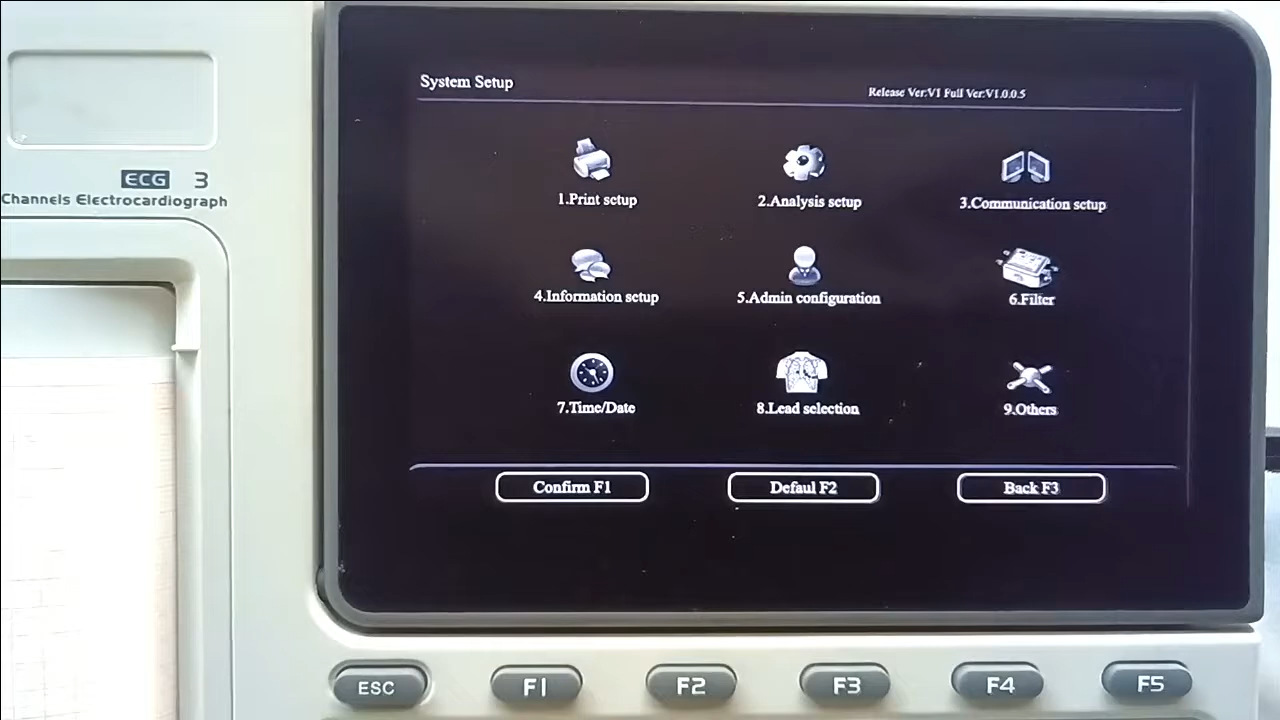 System Setup
Release Ver:V1 Full Ver:V1.0.0.5
ECG 3
Channels Electrocardiograph
1.Print setup
2.Analysis setup
3.Communication setup
4.Information setup
5.Admin configuration
6.Filter
7.Time/Date
8.Lead selection
9.Others
Confirm F1
Defaul F2
Back F3
ESC
F1
F2
F3
F4
F5